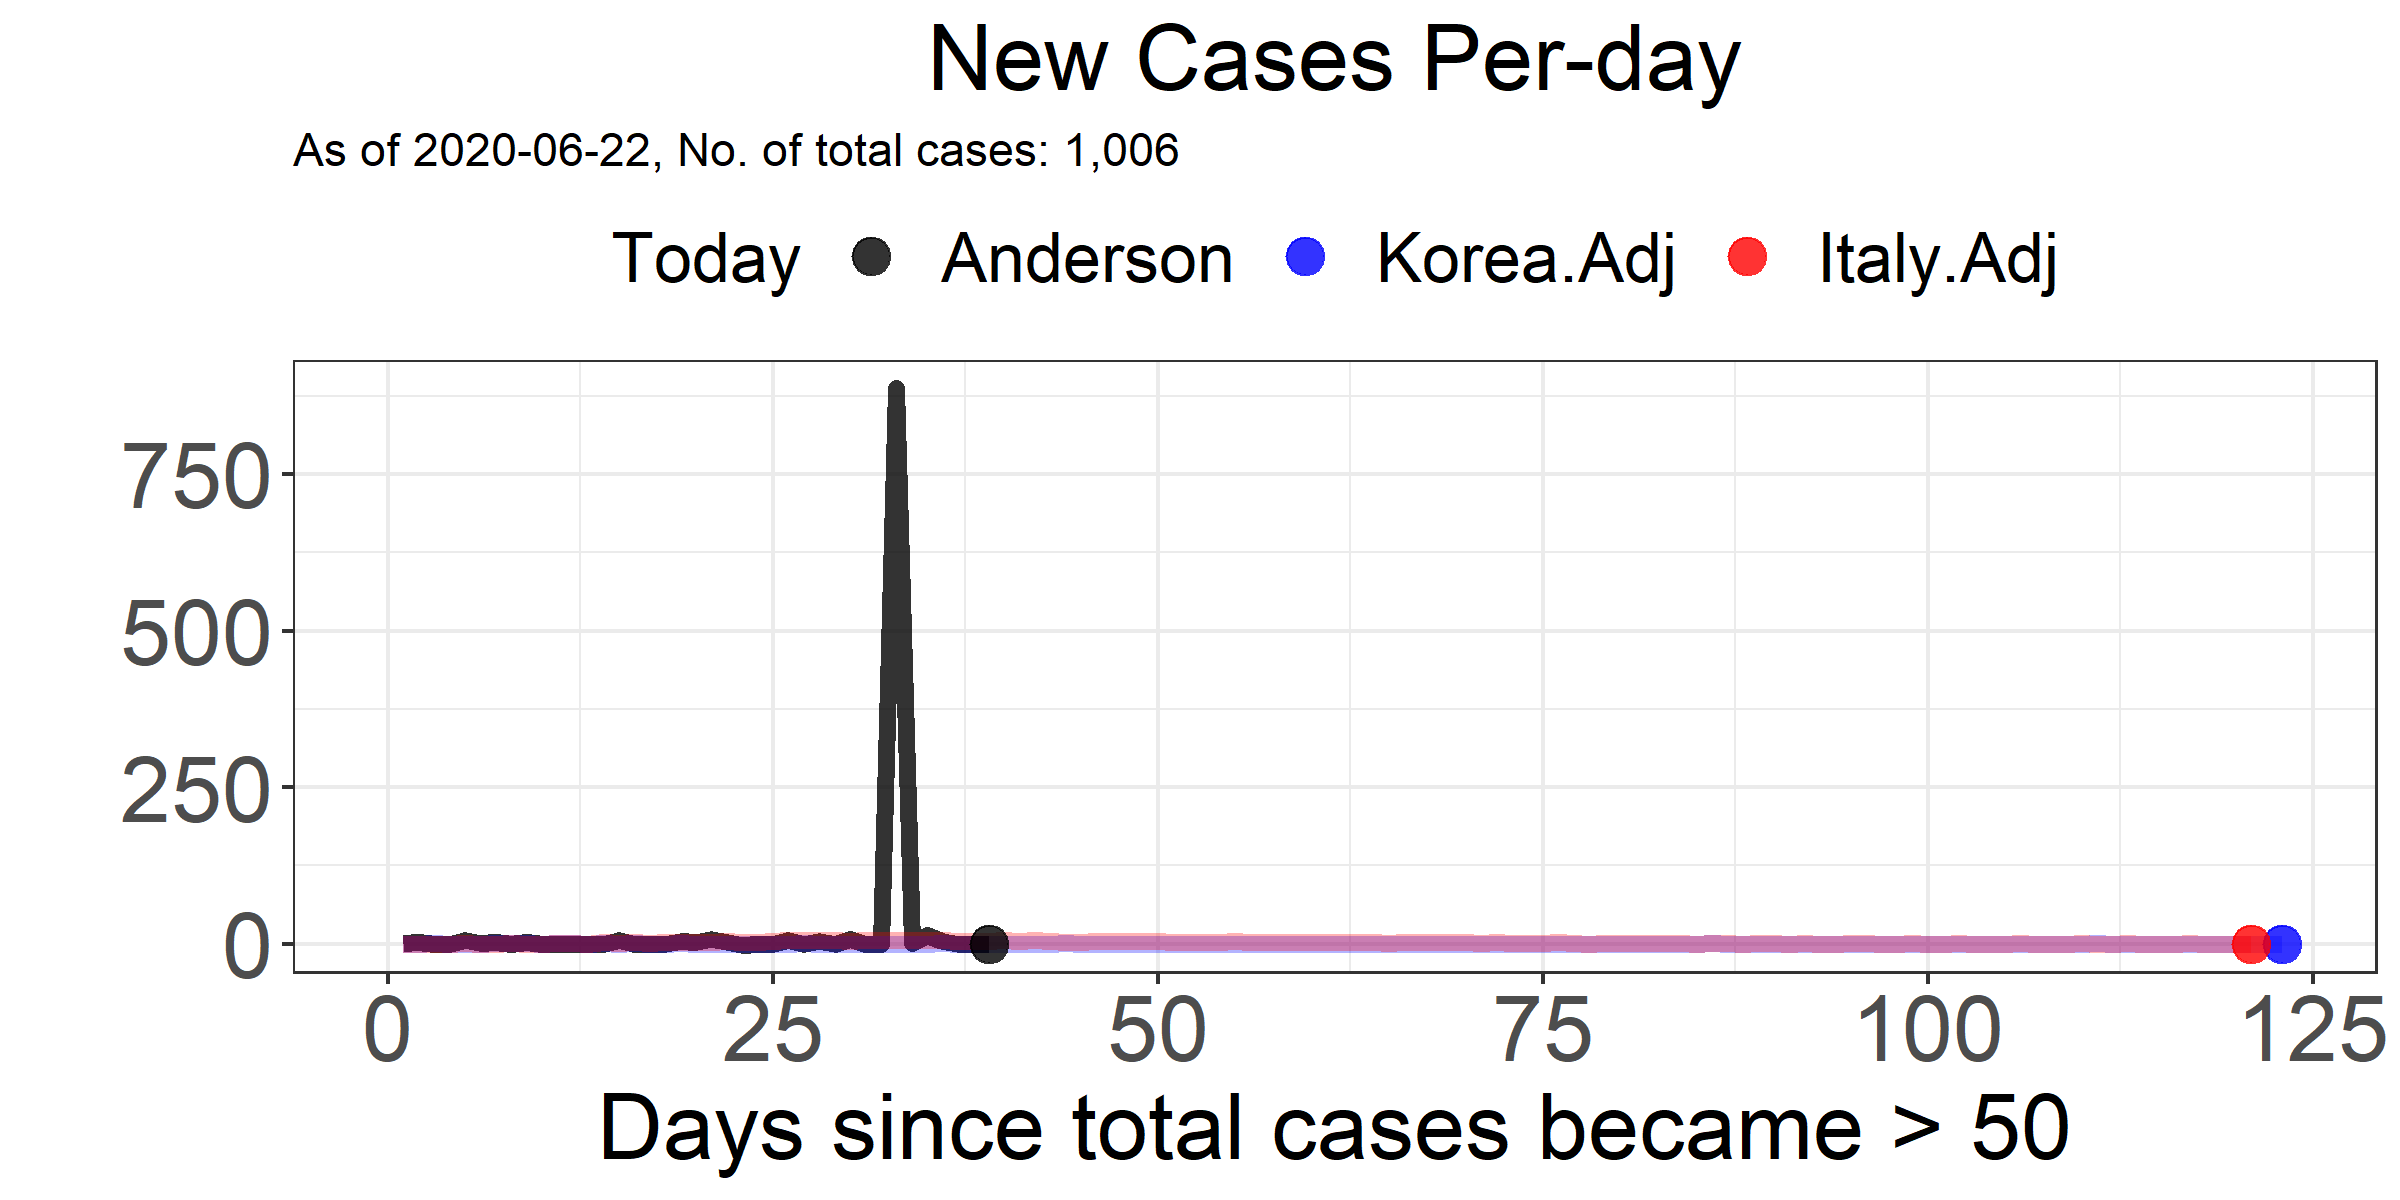 New Cases Per-day
As of 2020-06-22, No. of total cases: 1,006
Today Anderson Korea.Adj Italy.Adj
750
500
250
0
0 25 50 75 100 125
Days since total cases became > 50